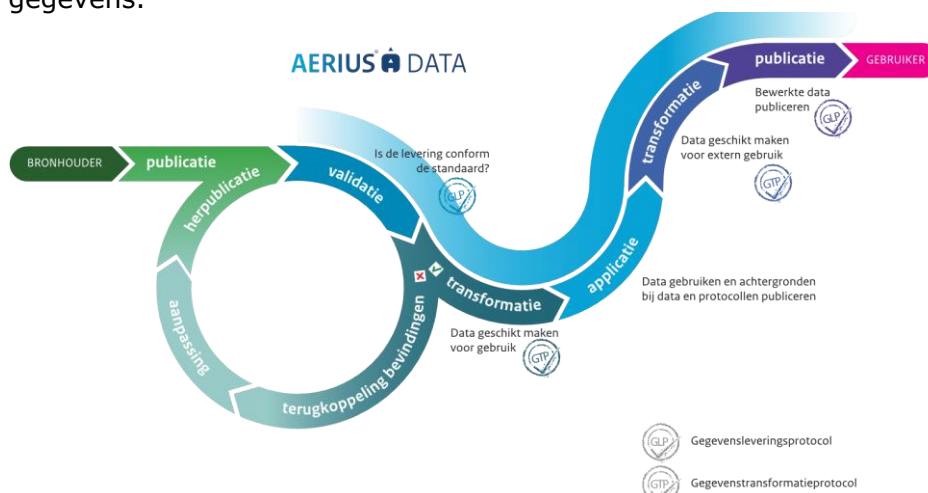 gegevens.
AERIUS DATA
BRONHOUDER
publicatie
herpublicatie
validatie
Is de levering conform
de standaard?
GLP
transformatie
Data geschikt maken
voor gebruik
GTP
terugkoppeling bevindingen
aanpassing
applicatie
Data gebruiken en achtergronden
bij data en protocollen publiceren
transformatie
Data geschikt maken
voor extern gebruik
GTP
publicatie
Bewerkte data
publiceren
GLP
GEBRUIKER
GLP
Gegevensleveringsprotocol
GTP
Gegevenstransformatieprotocol